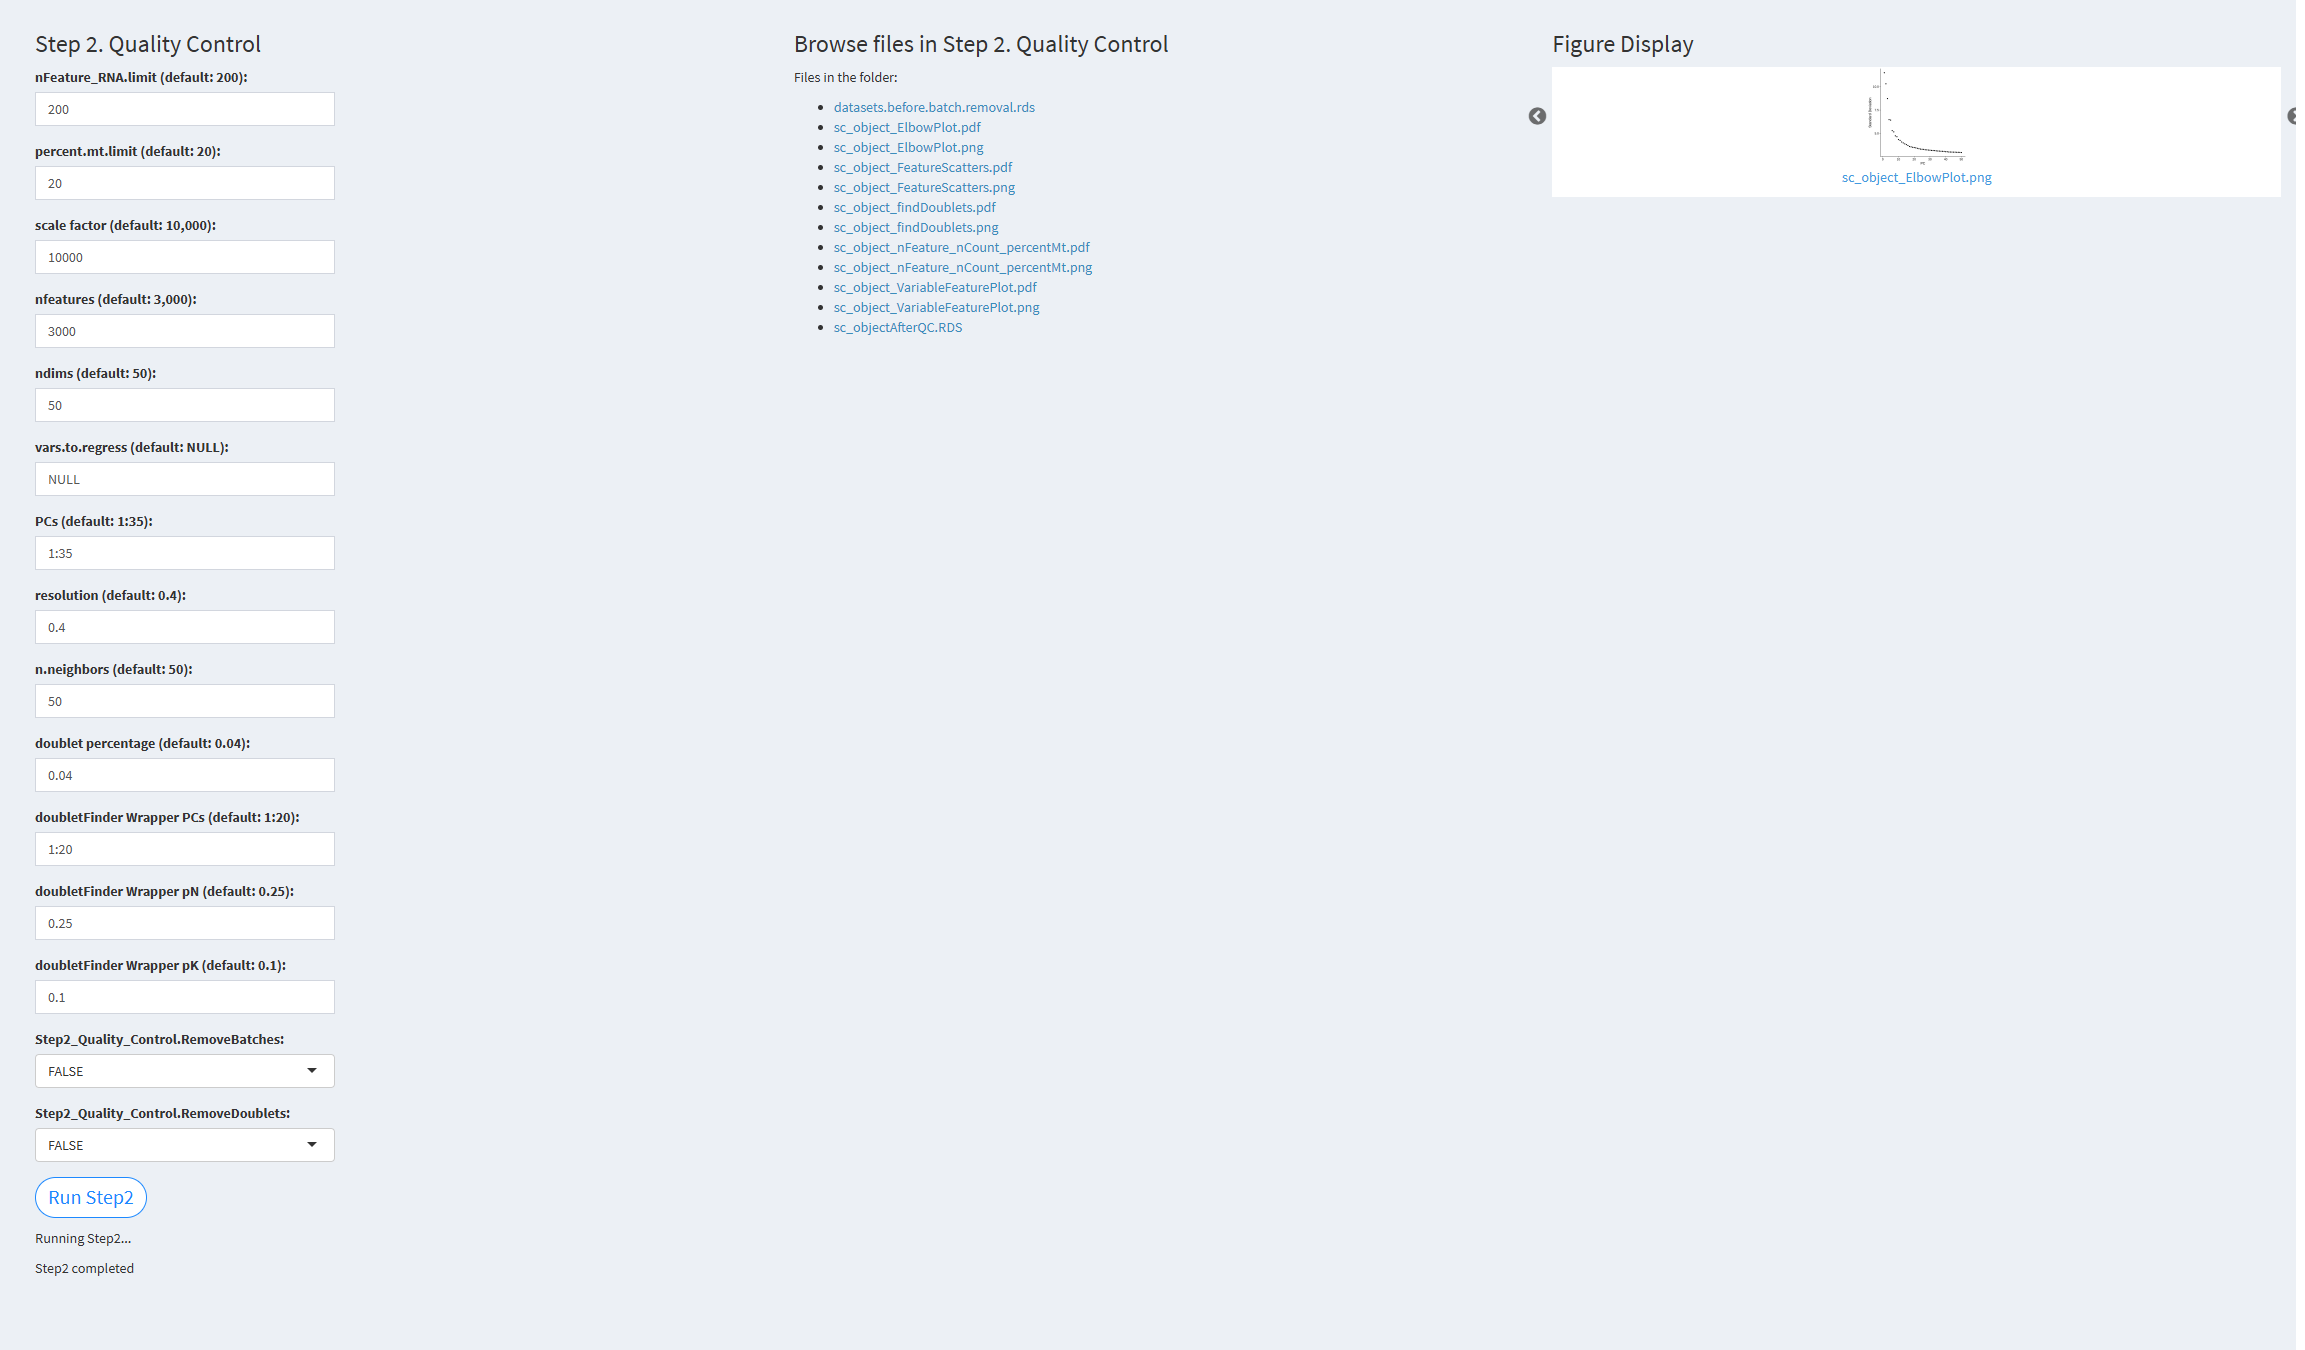 Step 2. Quality Control
nFeature_RNA.limit (default: 200):
200
percent.mt.limit (default: 20):
20
scale factor (default: 10,000):
10000
nfeatures (default: 3,000):
3000
ndims (default: 50):
50
vars.to.regress (default: NULL):
NULL
PCs (default: 1:35):
1:35
resolution (default: 0.4):
0.4
n.neighbors (default: 50):
50
doublet percentage (default: 0.04):
0.04
doubletFinder Wrapper PCs (default: 1:20):
1:20
doubletFinder Wrapper pN (default: 0.25):
0.25
doubletFinder Wrapper pK (default: 0.1):
0.1
Step2_Quality_Control.RemoveBatches:
FALSE
Step2_Quality_Control.RemoveDoublets:
FALSE
Run Step2
Running Step2...
Step2 completed
Browse files in Step 2. Quality Control
Files in the folder:
datasets.before.batch.removal.rds
sc_object_ElbowPlot.pdf
sc_object_ElbowPlot.png
sc_object_FeatureScatters.pdf
sc_object_FeatureScatters.png
sc_object_findDoublets.pdf
sc_object_findDoublets.png
sc_object_nFeature_nCount_percentMt.pdf
sc_object_nFeature_nCount_percentMt.png
sc_object_VariableFeaturePlot.pdf
sc_object_VariableFeaturePlot.png
sc_objectAfterQC.RDS
Figure Display
sc_object_ElbowPlot.png